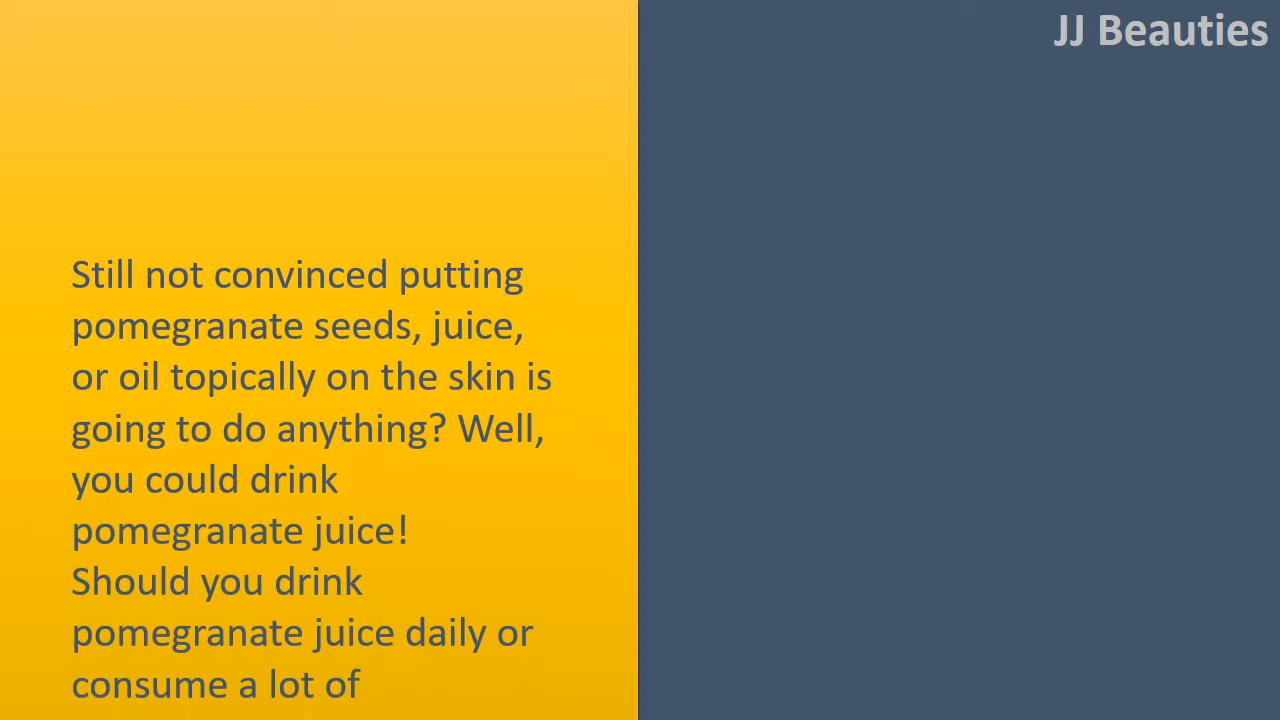 JJ Beauties
Still not convinced putting
pomegranate seeds, juice,
or oil topically on the skin is
going to do anything? Well,
you could drink
pomegranate juice!
Should you drink
pomegranate juice daily or
consume a lot of